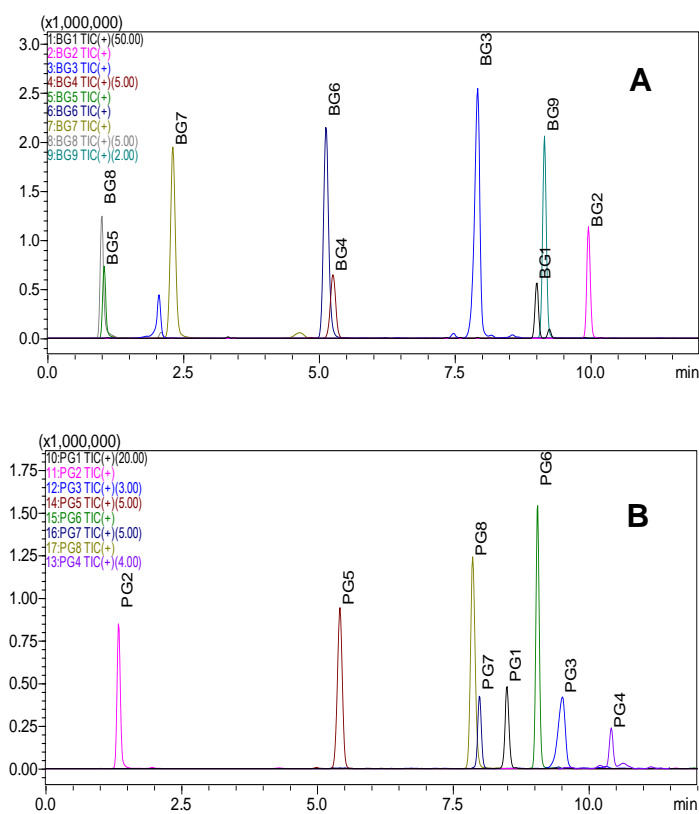 (x1,000,000)
1:BG1 TIC(+)(50.00)
2:BG2 TIC(+)
3:BG3 TIC(+)
4:BG4 TIC(+)(5.00)
5:BG5 TIC(+)
6:BG6 TIC(+)
7:BG7 TIC(+)
8:BG8 TIC(+)(5.00)
9:BG9 TIC(+)(2.00)
A
3.0
2.5
2.0
1.5
1.0
0.5
0.0
BG8
BG5
BG7
BG6
BG4
BG3
BG1
BG9
BG2
0.0 2.5 5.0 7.5 10.0 min
(x1,000,000)
10:PG1 TIC(+)(20.00)
11:PG2 TIC(+)
12:PG3 TIC(+)(3.00)
14:PG5 TIC(+)(5.00)
15:PG6 TIC(+)
16:PG7 TIC(+)(5.00)
17:PG8 TIC(+)
13:PG4 TIC(+)(4.00)
B
1.75
1.50
1.25
1.00
0.75
0.50
0.25
0.00
PG2
PG5
PG8
PG7
PG1
PG6
PG3
PG4
0.0 2.5 5.0 7.5 10.0 min